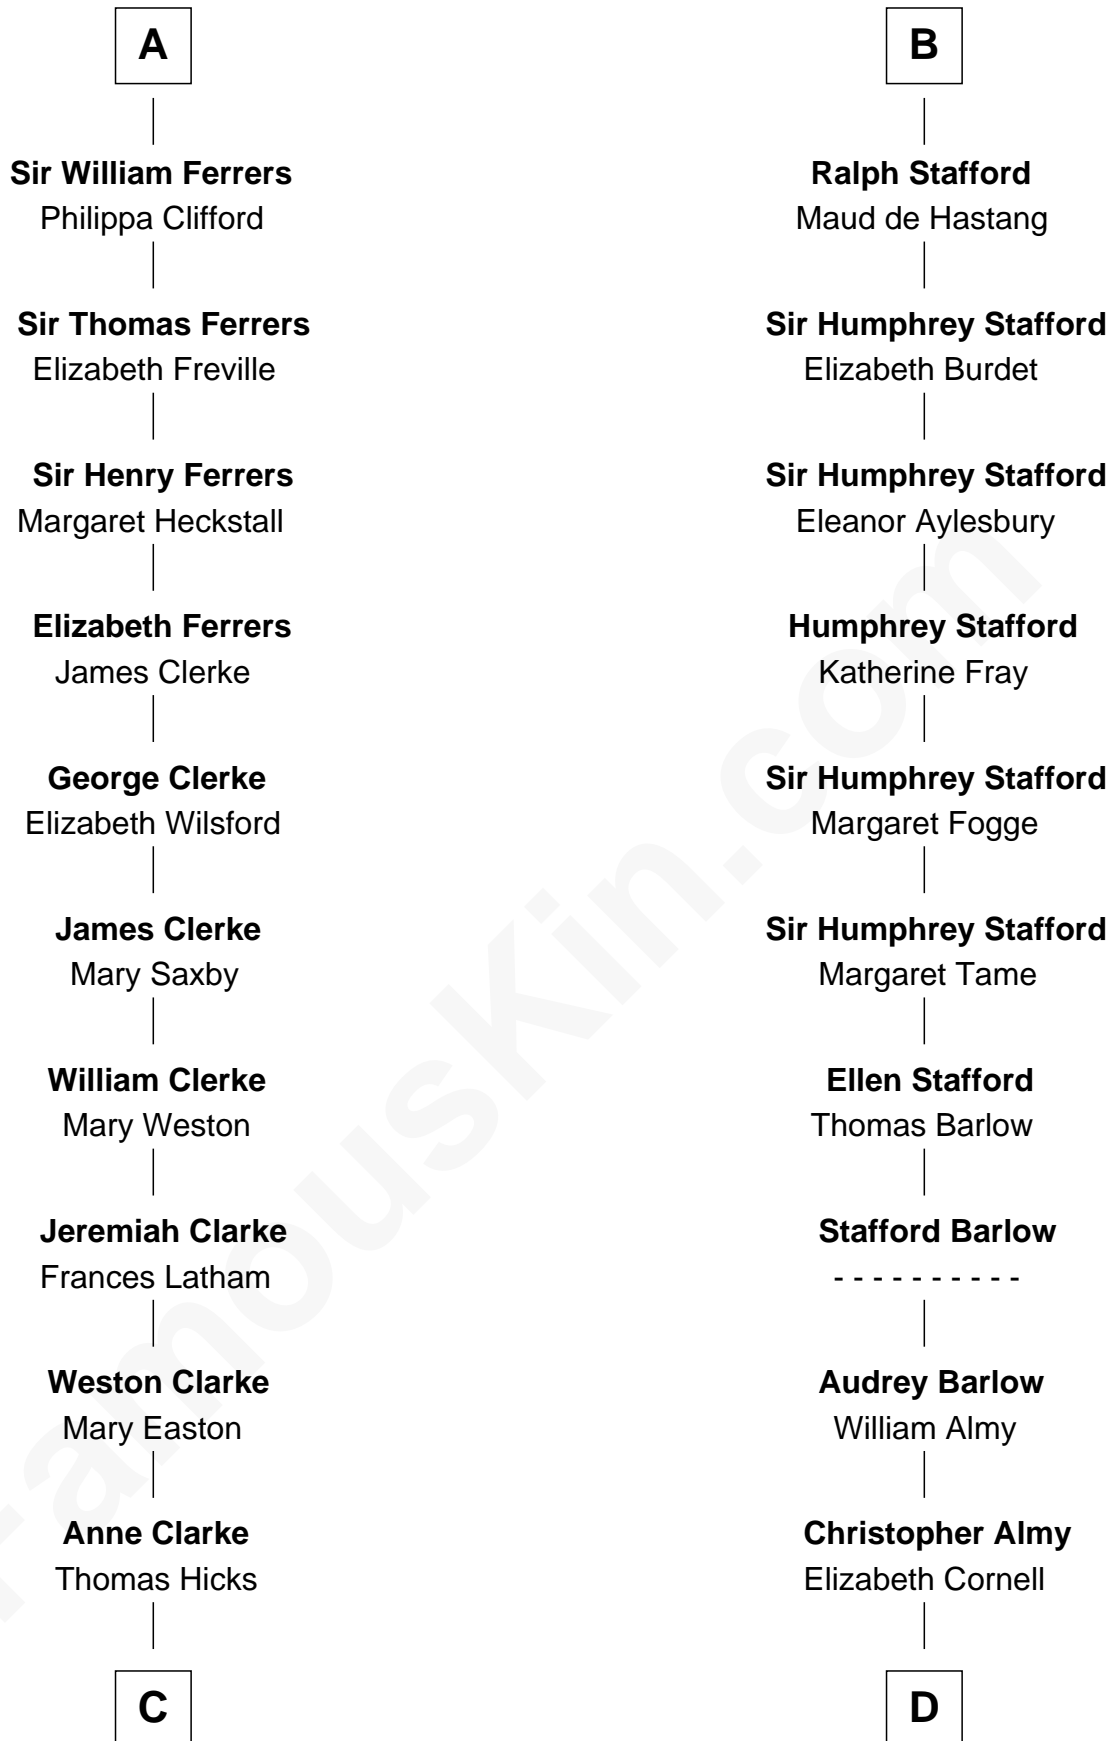 A
Sir William Ferrers
Philippa Clifford
Sir Thomas Ferrers
Elizabeth Freville
Sir Henry Ferrers
Margaret Heckstall
Elizabeth Ferrers
James Clerke
George Clerke
Elizabeth Wilsford
James Clerke
Mary Saxby
William Clerke
Mary Weston
Jeremiah Clarke
Frances Latham
Weston Clarke
Mary Easton
Anne Clarke
Thomas Hicks
C
B
Ralph Stafford
Maud de Hastang
Sir Humphrey Stafford
Elizabeth Burdet
Sir Humphrey Stafford
Eleanor Aylesbury
Humphrey Stafford
Katherine Fray
Sir Humphrey Stafford
Margaret Fogge
Sir Humphrey Stafford
Margaret Tame
Ellen Stafford
Thomas Barlow
Stafford Barlow
- - - - - - - - - -
Audrey Barlow
William Almy
Christopher Almy
Elizabeth Cornell
D
FamousKin.com